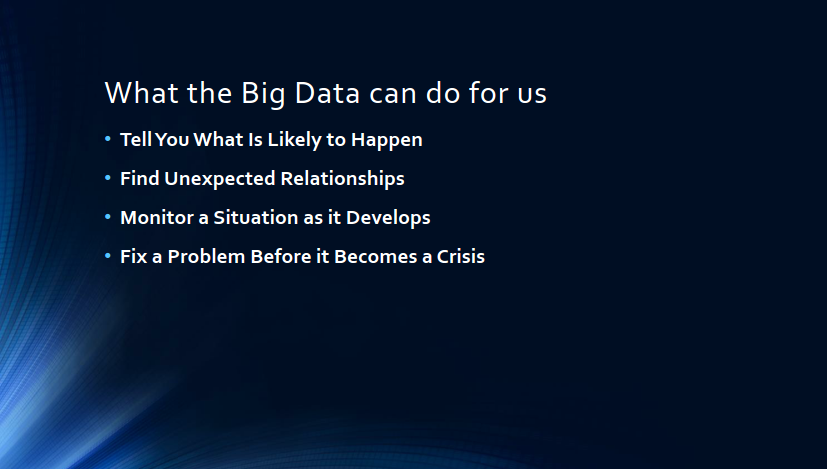 What the Big Data can do for us
• Tell You What Is Likely to Happen
• Find Unexpected Relationships
• Monitor a Situation as it Develops
• Fix a Problem Before it Becomes a Crisis